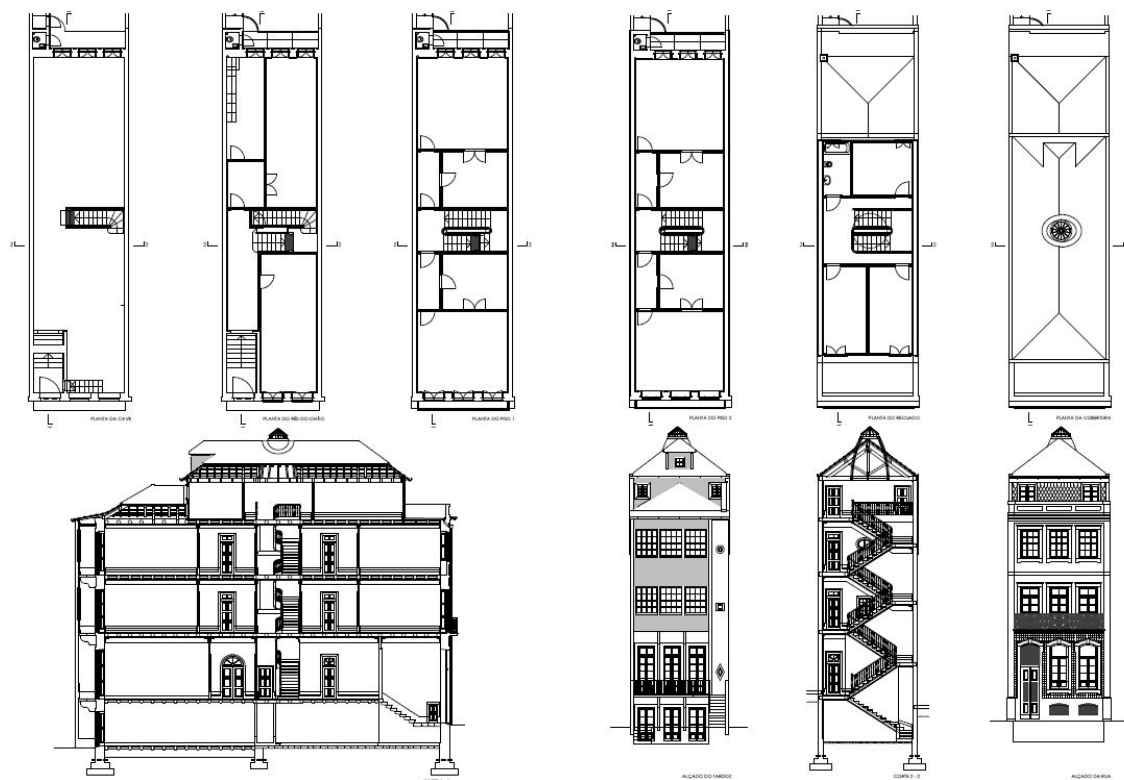 PLANTA DA CAVE
PLANTA DO RÉS-DO-CHÃO
PLANTA DO PISO 1
PLANTA DO PISO 2
PLANTA DO RECUADO
PLANTA DA COBERTURA
ALÇADO DO TARDOZ
CORTE 2 - 2
ALÇADO DA RUA